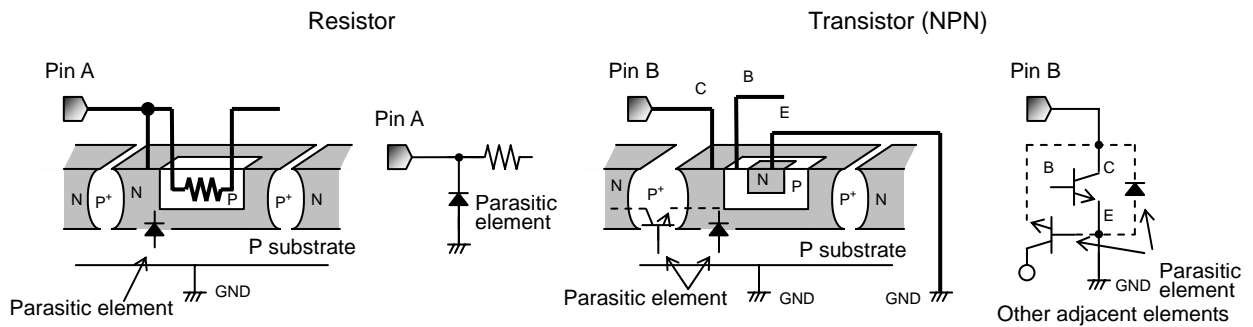 Resistor
Transistor (NPN)
Pin A
Pin A
N
N
P+
P
P+
N
Parasitic
element
P substrate
GND
Parasitic element
Pin B
C
B
E
N
P+
N
P
P+
N
P substrate
Parasitic element
GND
GND
Pin B
B
C
E
Parasitic
element
Other adjacent elements